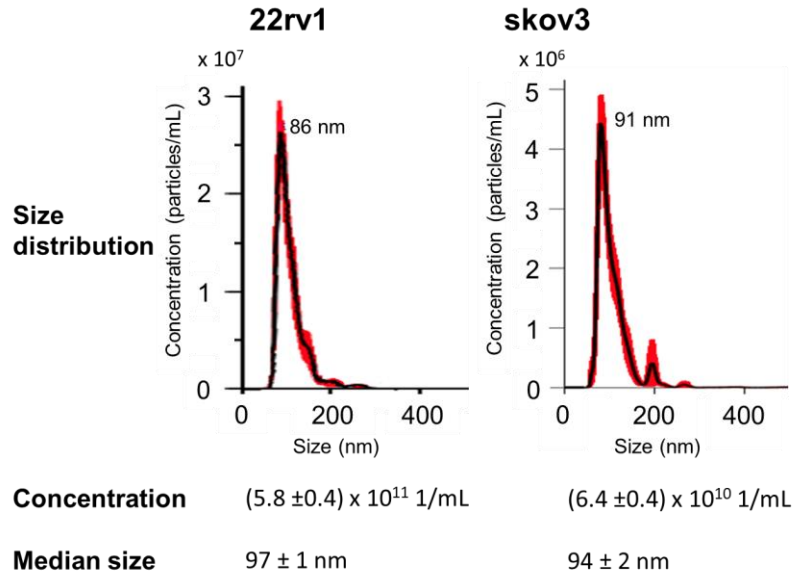 22rv1
skov3
x 10⁷
x 10⁶
Size
distribution
Concentration (particles/mL)
3
2
1
0
86 nm
0 200 400
Size (nm)
Concentration (particles/mL)
5
4
3
2
1
0
91 nm
0 200 400
Size (nm)
Concentration (5.8 ±0.4) x 10¹¹ 1/mL (6.4 ±0.4) x 10¹⁰ 1/mL
Median size 97 ± 1 nm 94 ± 2 nm